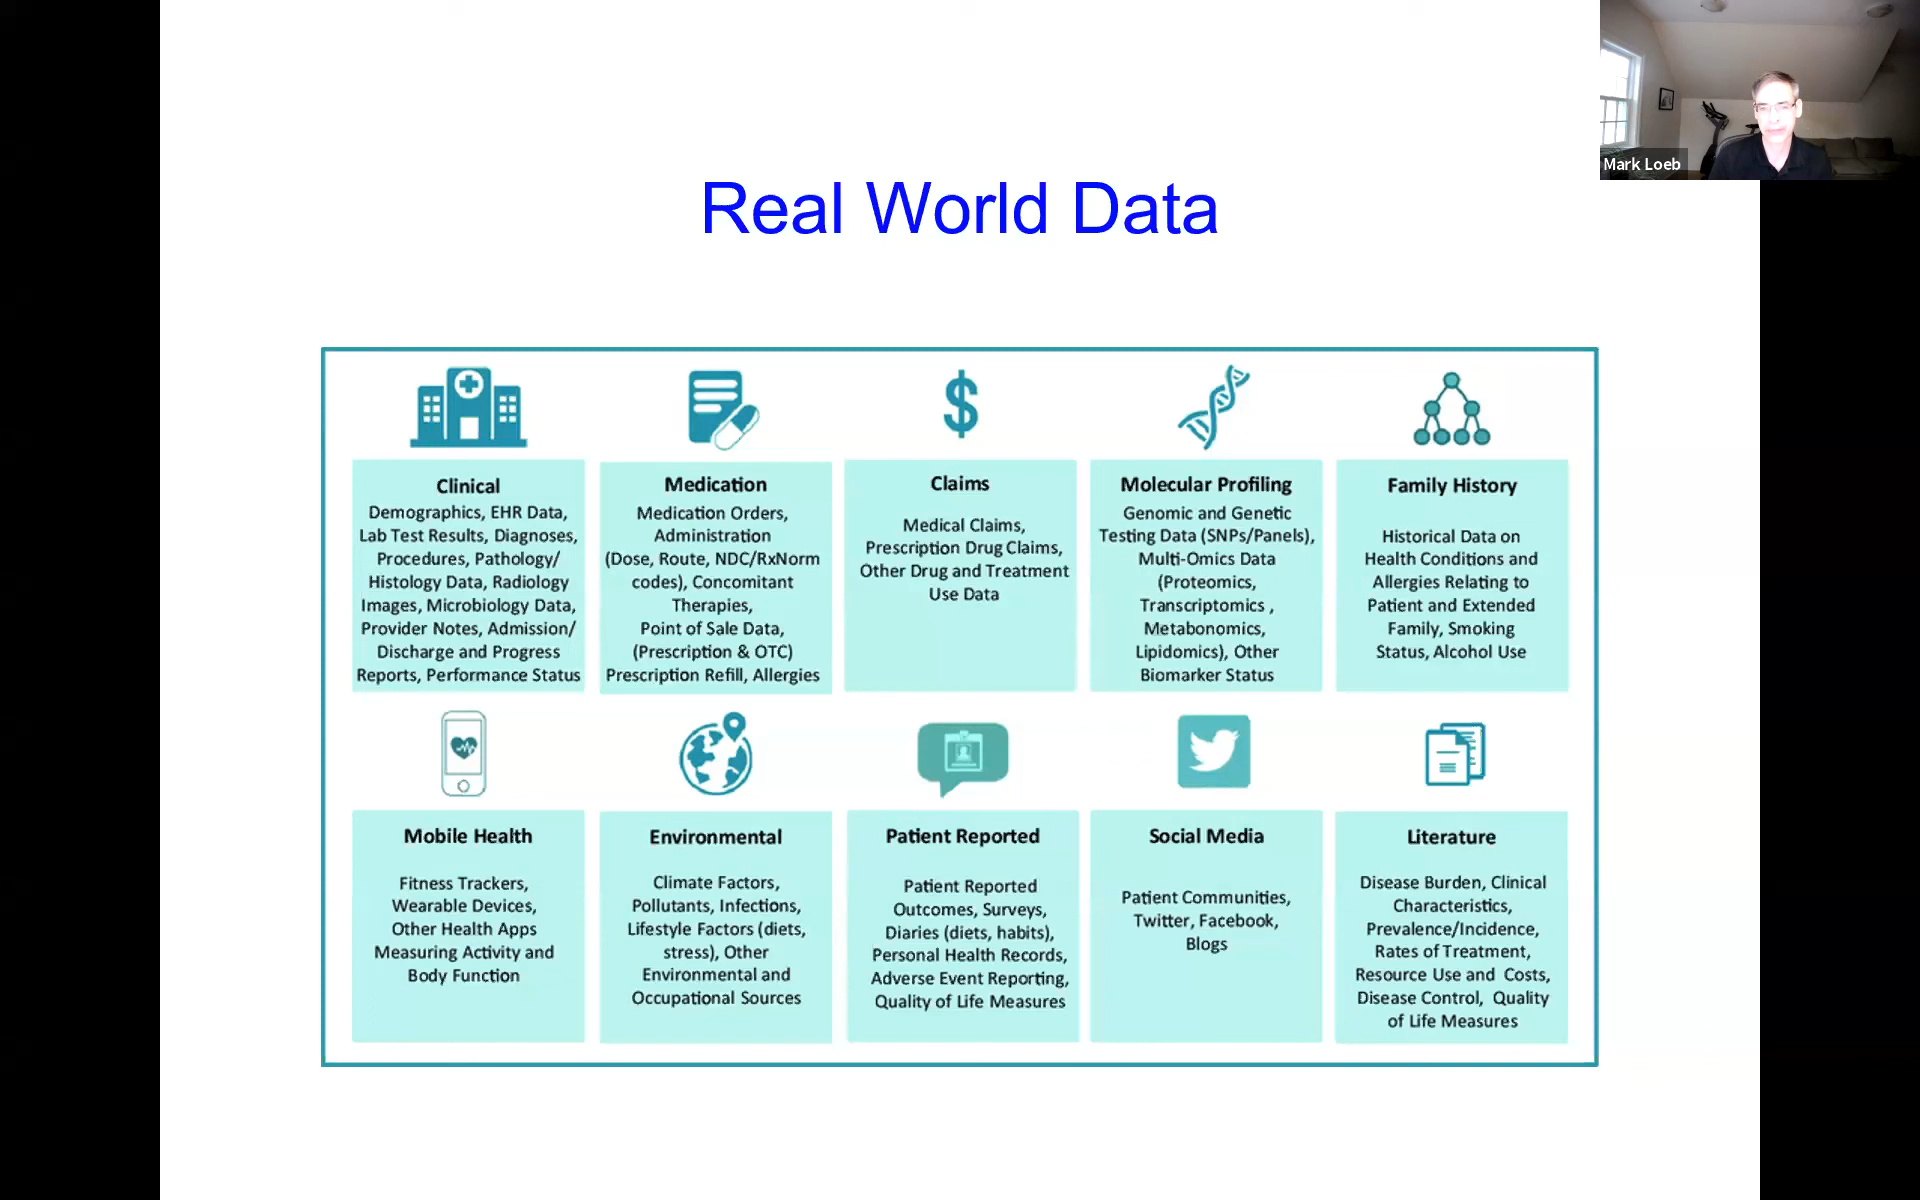 Mark Loeb
Real World Data
$
Clinical
Demographics, EHR Data,
Lab Test Results, Diagnoses,
Procedures, Pathology/
Histology Data, Radiology
Images, Microbiology Data,
Provider Notes, Admission/
Discharge and Progress
Reports, Performance Status
Medication
Medication Orders,
Administration
(Dose, Route, NDC/RxNorm
codes), Concomitant
Therapies,
Point of Sale Data,
(Prescription & OTC)
Prescription Refill, Allergies
Claims
Medical Claims,
Prescription Drug Claims,
Other Drug and Treatment
Use Data
Molecular Profiling
Genomic and Genetic
Testing Data (SNPs/Panels),
Multi-Omics Data
(Proteomics,
Transcriptomics ,
Metabonomics,
Lipidomics), Other
Biomarker Status
Family History
Historical Data on
Health Conditions and
Allergies Relating to
Patient and Extended
Family, Smoking
Status, Alcohol Use
Mobile Health
Fitness Trackers,
Wearable Devices,
Other Health Apps
Measuring Activity and
Body Function
Environmental
Climate Factors,
Pollutants, Infections,
Lifestyle Factors (diets,
stress), Other
Environmental and
Occupational Sources
Patient Reported
Patient Reported
Outcomes, Surveys,
Diaries (diets, habits),
Personal Health Records,
Adverse Event Reporting,
Quality of Life Measures
Social Media
Patient Communities,
Twitter, Facebook,
Blogs
Literature
Disease Burden, Clinical
Characteristics,
Prevalence/Incidence,
Rates of Treatment,
Resource Use and Costs,
Disease Control, Quality
of Life Measures